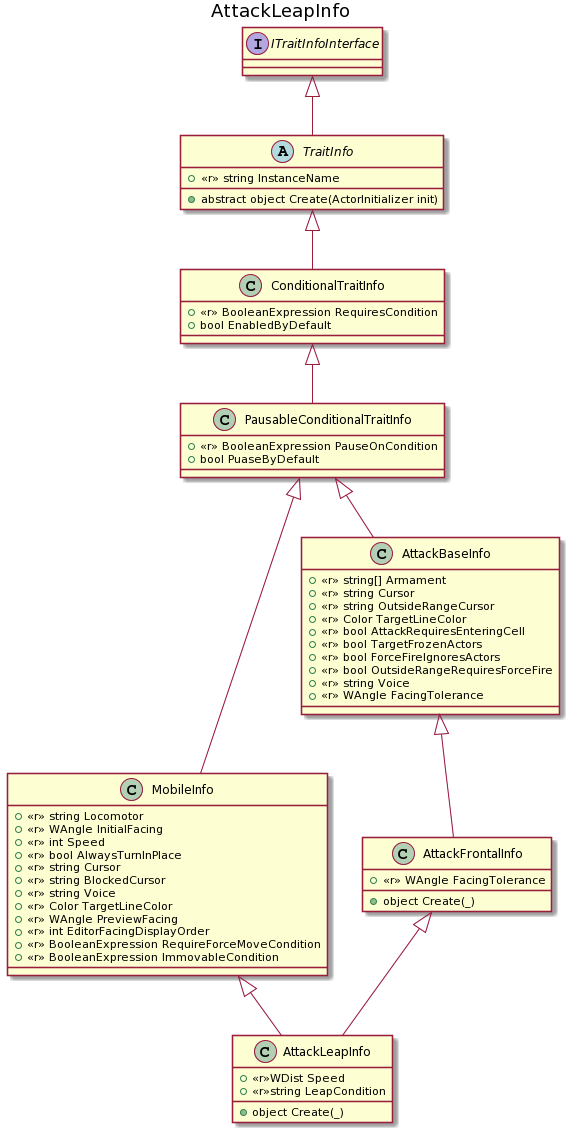 AttackLeapInfo
I ITraitInfoInterface
A TraitInfo
«r» string InstanceName
abstract object Create(ActorInitializer init)
C ConditionalTraitInfo
«r» BooleanExpression RequiresCondition
bool EnabledByDefault
C PausableConditionalTraitInfo
«r» BooleanExpression PauseOnCondition
bool PuaseByDefault
C AttackBaseInfo
«r» string[] Armament
«r» string Cursor
«r» string OutsideRangeCursor
«r» Color TargetLineColor
«r» bool AttackRequiresEnteringCell
«r» bool TargetFrozenActors
«r» bool ForceFireIgnoresActors
«r» bool OutsideRangeRequiresForceFire
«r» string Voice
«r» WAngle FacingTolerance
C MobileInfo
«r» string Locomotor
«r» WAngle InitialFacing
«r» int Speed
«r» bool AlwaysTurnInPlace
«r» string Cursor
«r» string BlockedCursor
«r» string Voice
«r» Color TargetLineColor
«r» WAngle PreviewFacing
«r» int EditorFacingDisplayOrder
«r» BooleanExpression RequireForceMoveCondition
«r» BooleanExpression ImmovableCondition
C AttackFrontalInfo
«r» WAngle FacingTolerance
object Create(_)
C AttackLeapInfo
«r»WDist Speed
«r»string LeapCondition
object Create(_)